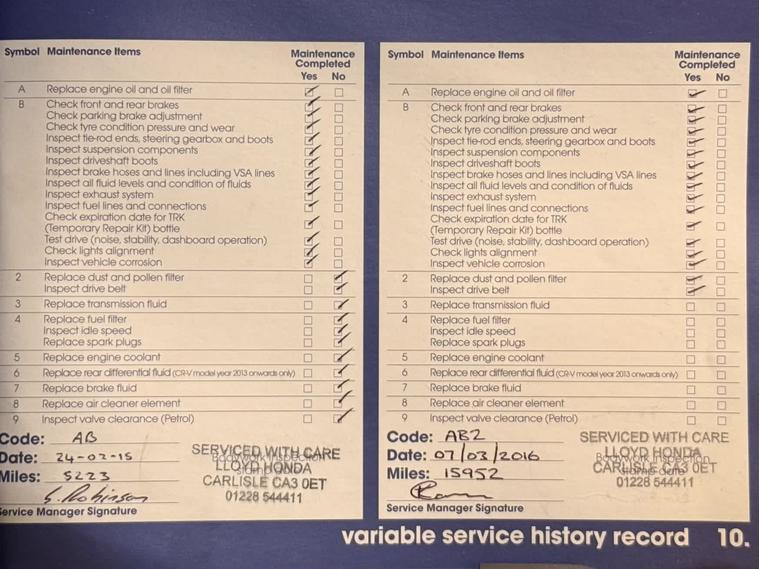 Symbol Maintenance Items Maintenance Completed Yes No
A Replace engine oil and oil filter
B Check front and rear brakes
Check parking brake adjustment
Check tyre condition pressure and wear
Inspect tie-rod ends, steering gearbox and boots
Inspect suspension components
Inspect driveshaft boots
Inspect brake hoses and lines including VSA lines
Inspect all fluid levels and condition of fluids
Inspect exhaust system
Inspect fuel lines and connections
Check expiration date for TRK
(Temporary Repair Kit) bottle
Test drive (noise, stability, dashboard operation)
Check lights alignment
Inspect vehicle corrosion
2 Replace dust and pollen filter
Inspect drive belt
3 Replace transmission fluid
4 Replace fuel filter
Inspect idle speed
Replace spark plugs
5 Replace engine coolant
6 Replace rear differential fluid (CR-V model year 2013 onwards only)
7 Replace brake fluid
8 Replace air cleaner element
9 Inspect valve clearance (Petrol)
Code: AB
Date: 24-02-15
Miles: 5223
S. Robinson
Service Manager Signature
SERVICED WITH CARE
Bodywork Inspection
LLOYD HONDA
CARLISLE CA3 0ET
01228 544411
Symbol Maintenance Items Maintenance Completed Yes No
A Replace engine oil and oil filter
B Check front and rear brakes
Check parking brake adjustment
Check tyre condition pressure and wear
Inspect tie-rod ends, steering gearbox and boots
Inspect suspension components
Inspect driveshaft boots
Inspect brake hoses and lines including VSA lines
Inspect all fluid levels and condition of fluids
Inspect exhaust system
Inspect fuel lines and connections
Check expiration date for TRK
(Temporary Repair Kit) bottle
Test drive (noise, stability, dashboard operation)
Check lights alignment
Inspect vehicle corrosion
2 Replace dust and pollen filter
Inspect drive belt
3 Replace transmission fluid
4 Replace fuel filter
Inspect idle speed
Replace spark plugs
5 Replace engine coolant
6 Replace rear differential fluid (CR-V model year 2013 onwards only)
7 Replace brake fluid
8 Replace air cleaner element
9 Inspect valve clearance (Petrol)
Code: AB2
Date: 07/03/2016
Miles: 15952
Service Manager Signature
SERVICED WITH CARE
LLOYD HONDA
Bodywork Inspection
CARLISLE CA3 0ET
stamp date
01228 544411
variable service history record 10.